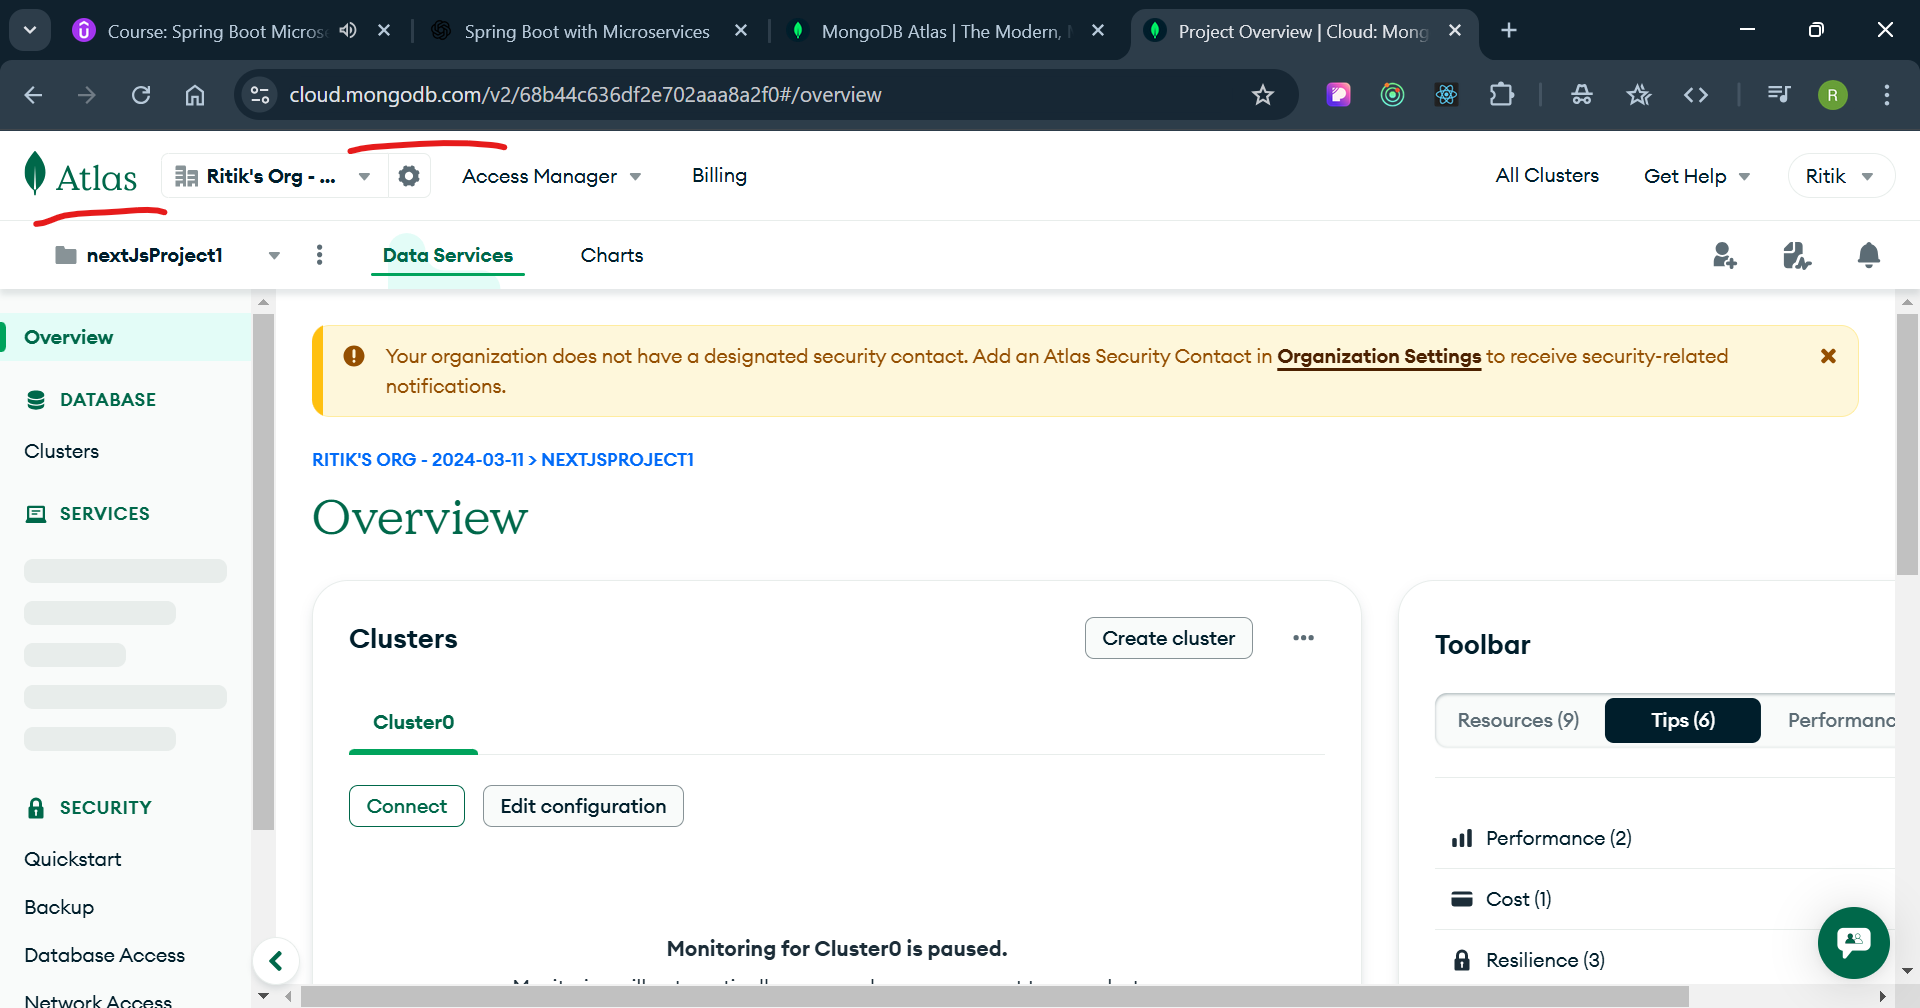 Course: Spring Boot Micros
Spring Boot with Microservices
MongoDB Atlas | The Modern,
Project Overview | Cloud: Mong
cloud.mongodb.com/v2/68b44c636df2e702aaa8a2f0#/overview
R
Atlas
Ritik's Org - ...
Access Manager
Billing
All Clusters
Get Help
Ritik
nextJsProject1
Data Services
Charts
Overview
DATABASE
Clusters
SERVICES
SECURITY
Quickstart
Backup
Database Access
Network Access
Your organization does not have a designated security contact. Add an Atlas Security Contact in Organization Settings to receive security-related
notifications.
RITIK'S ORG - 2024-03-11 > NEXTJSPROJECT1
Overview
Clusters
Create cluster
Cluster0
Connect
Edit configuration
Monitoring for Cluster0 is paused.
Toolbar
Resources (9)
Tips (6)
Performanc
Performance (2)
Cost (1)
Resilience (3)